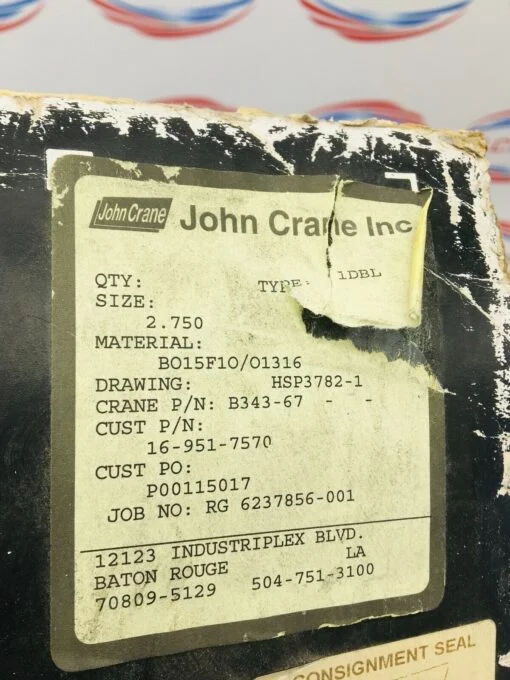 John Crane John Crane Inc
QTY: TYPE: 1DBL
SIZE:
2.750
MATERIAL:
BO15F1O/O1316
DRAWING: HSP3782-1
CRANE P/N: B343-67 - -
CUST P/N:
16-951-7570
CUST PO:
P00115017
JOB NO: RG 6237856-001
12123 INDUSTRIPLEX BLVD.
BATON ROUGE LA
70809-5129 504-751-3100
CONSIGNMENT SEAL